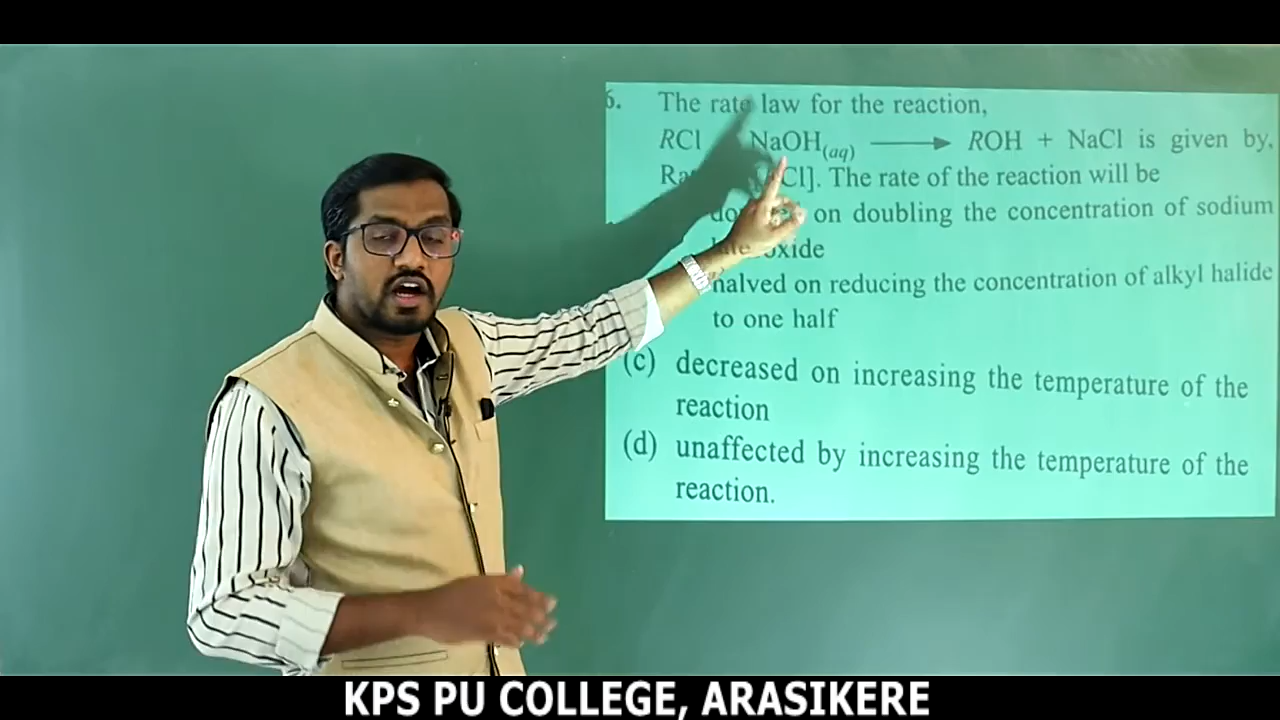 6. The rate law for the reaction,
RCl NaOH(aq) ⟶ ROH + NaCl is given by,
Cl]. The rate of the reaction will be
on doubling the concentration of sodium
oxide
halved on reducing the concentration of alkyl halide
to one half
(c) decreased on increasing the temperature of the
reaction
(d) unaffected by increasing the temperature of the
reaction.
KPS PU COLLEGE, ARASIKERE